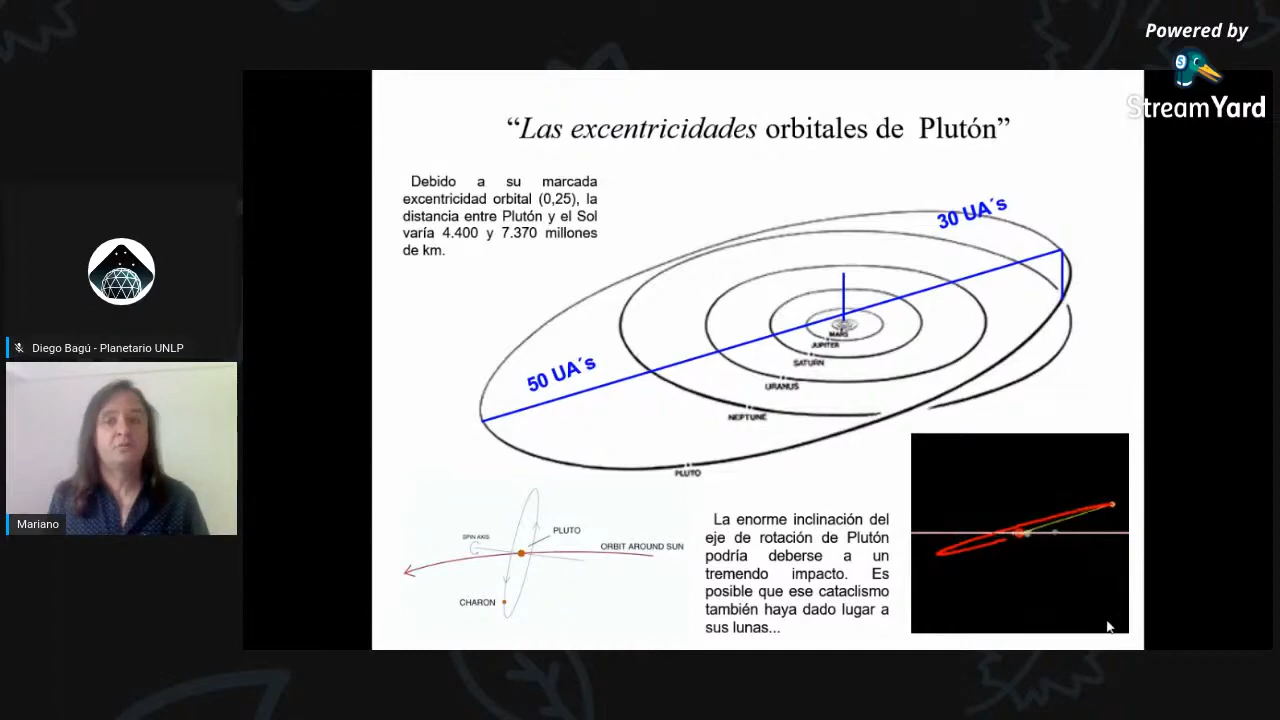 Powered by
StreamYard
“Las excentricidades orbitales de Plutón”
Debido a su marcada
excentricidad orbital (0,25), la
distancia entre Plutón y el Sol
varía 4.400 y 7.370 millones
de km.
30 UA´s
50 UA´s
MARS
JUPITER
SATURN
URANUS
NEPTUNE
PLUTO
SPIN AXIS
PLUTO
ORBIT AROUND SUN
CHARON
La enorme inclinación del
eje de rotación de Plutón
podría deberse a un
tremendo impacto. Es
posible que ese cataclismo
también haya dado lugar a
sus lunas...
Diego Bagú - Planetario UNLP
Mariano